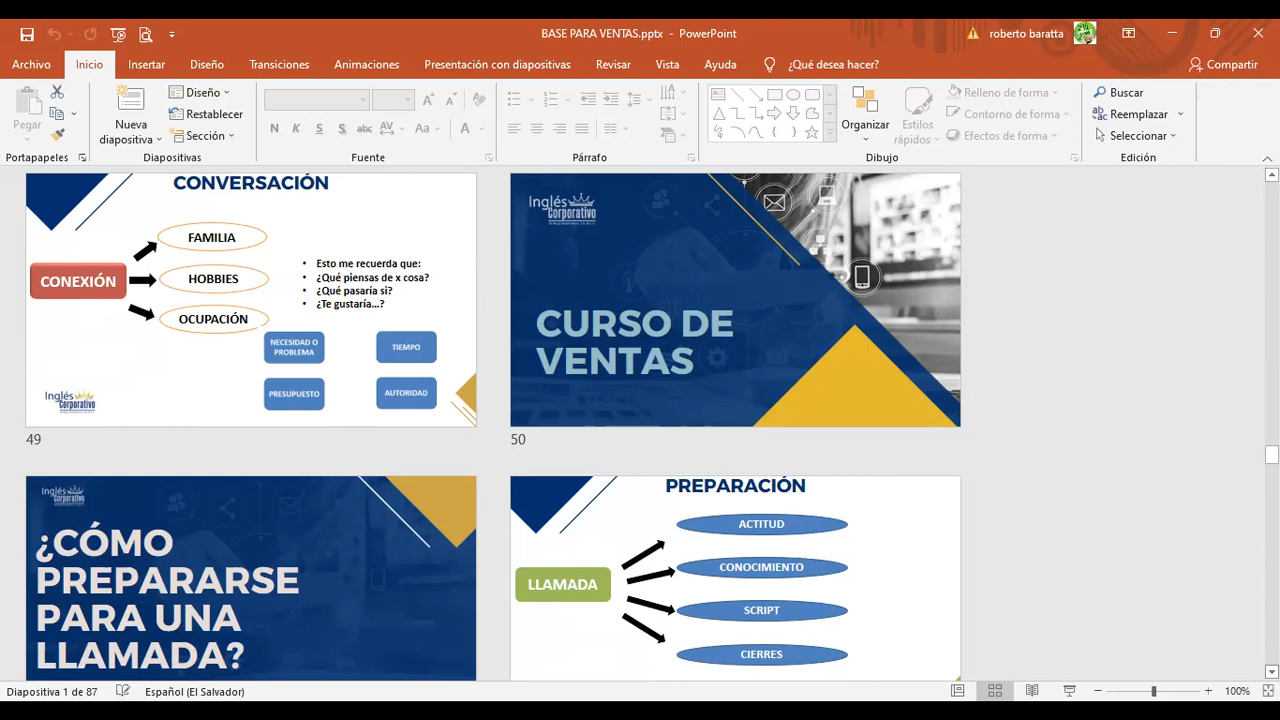 BASE PARA VENTAS.pptx - PowerPoint
roberto baratta
Archivo Inicio Insertar Diseño Transiciones Animaciones Presentación con diapositivas Revisar Vista Ayuda ¿Qué desea hacer? Compartir
Pegar
Nueva diapositiva
Diseño
Restablecer
Sección
N K S S abc AV Aa A
Organizar
Estilos rápidos
Relleno de forma
Contorno de forma
Efectos de forma
Buscar
Reemplazar
Seleccionar
Portapapeles Diapositivas Fuente Párrafo Dibujo Edición
CONVERSACIÓN
CONEXIÓN
FAMILIA
HOBBIES
OCUPACIÓN
• Esto me recuerda que:
• ¿Qué piensas de x cosa?
• ¿Qué pasaría si?
• ¿Te gustaría...?
NECESIDAD O
PROBLEMA
TIEMPO
PRESUPUESTO
AUTORIDAD
Inglés
Corporativo
49
Inglés
Corporativo
CURSO DE
VENTAS
50
Inglés
Corporativo
¿CÓMO
PREPARARSE
PARA UNA
LLAMADA?
PREPARACIÓN
LLAMADA
ACTITUD
CONOCIMIENTO
SCRIPT
CIERRES
Diapositiva 1 de 87 Español (El Salvador) 100%